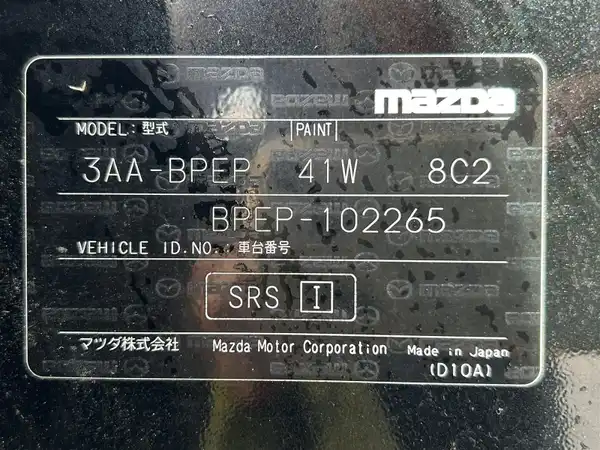 mazda
MODEL: 型式 PAINT
3AA-BPEP 41W 8C2
BPEP-102265
VEHICLE ID.NO.: 車台番号
SRS I
マツダ株式会社 Mazda Motor Corporation Made in Japan
(D10A)